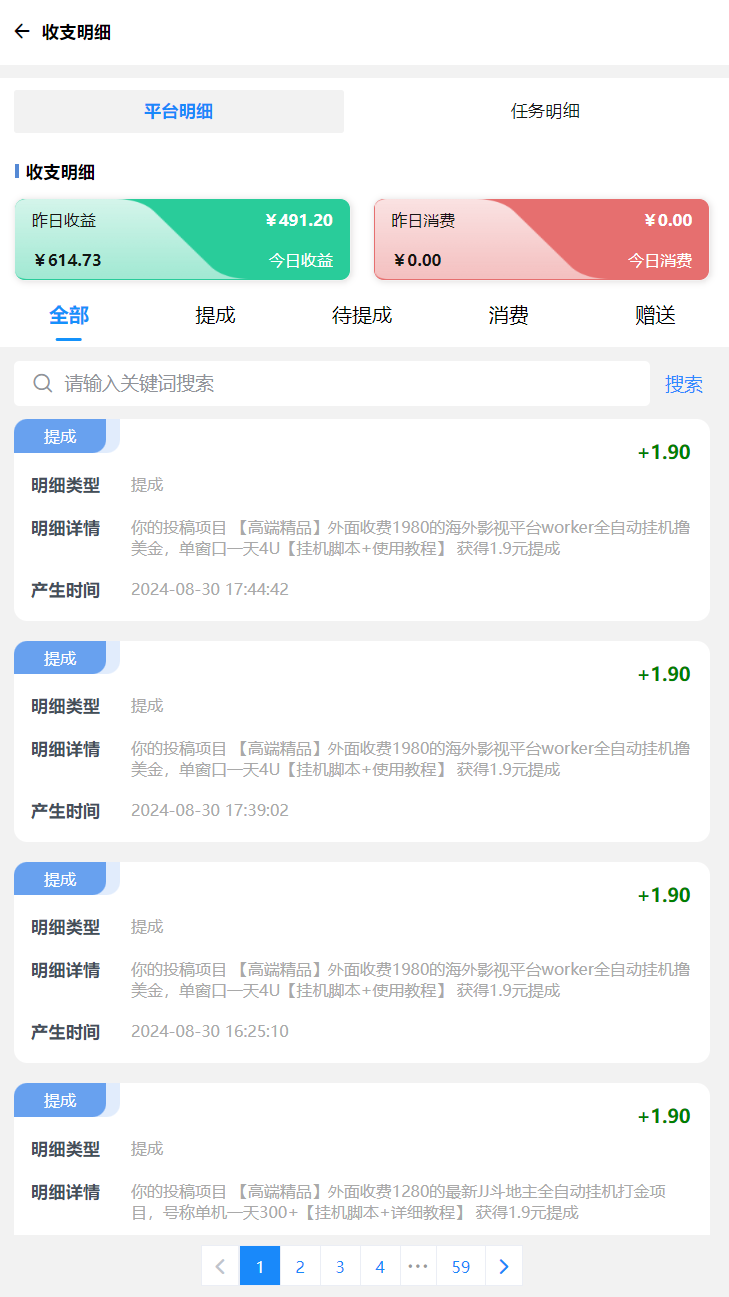 收支明细
平台明细 任务明细
收支明细
昨日收益 ￥491.20 昨日消费 ￥0.00
￥614.73 今日收益 ￥0.00 今日消费
全部 提成 待提成 消费 赠送
请输入关键词搜索 搜索
提成
+1.90
明细类型 提成
明细详情 你的投稿项目 【高端精品】外面收费1980的海外影视平台worker全自动挂机撸
美金，单窗口一天4U【挂机脚本+使用教程】 获得1.9元提成
产生时间 2024-08-30 17:44:42
提成
+1.90
明细类型 提成
明细详情 你的投稿项目 【高端精品】外面收费1980的海外影视平台worker全自动挂机撸
美金，单窗口一天4U【挂机脚本+使用教程】 获得1.9元提成
产生时间 2024-08-30 17:39:02
提成
+1.90
明细类型 提成
明细详情 你的投稿项目 【高端精品】外面收费1980的海外影视平台worker全自动挂机撸
美金，单窗口一天4U【挂机脚本+使用教程】 获得1.9元提成
产生时间 2024-08-30 16:25:10
提成
+1.90
明细类型 提成
明细详情 你的投稿项目 【高端精品】外面收费1280的最新JJ斗地主全自动挂机打金项
目，号称单机一天300+【挂机脚本+详细教程】 获得1.9元提成
1 2 3 4 ··· 59